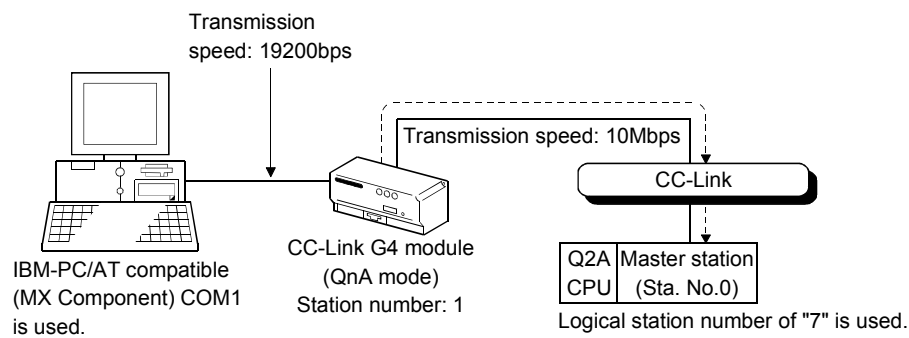 Transmission
speed: 19200bps
Transmission speed: 10Mbps
CC-Link
CC-Link G4 module
(QnA mode)
Station number: 1
IBM-PC/AT compatible
(MX Component) COM1
is used.
Q2A
CPU
Master station
(Sta. No.0)
Logical station number of "7" is used.